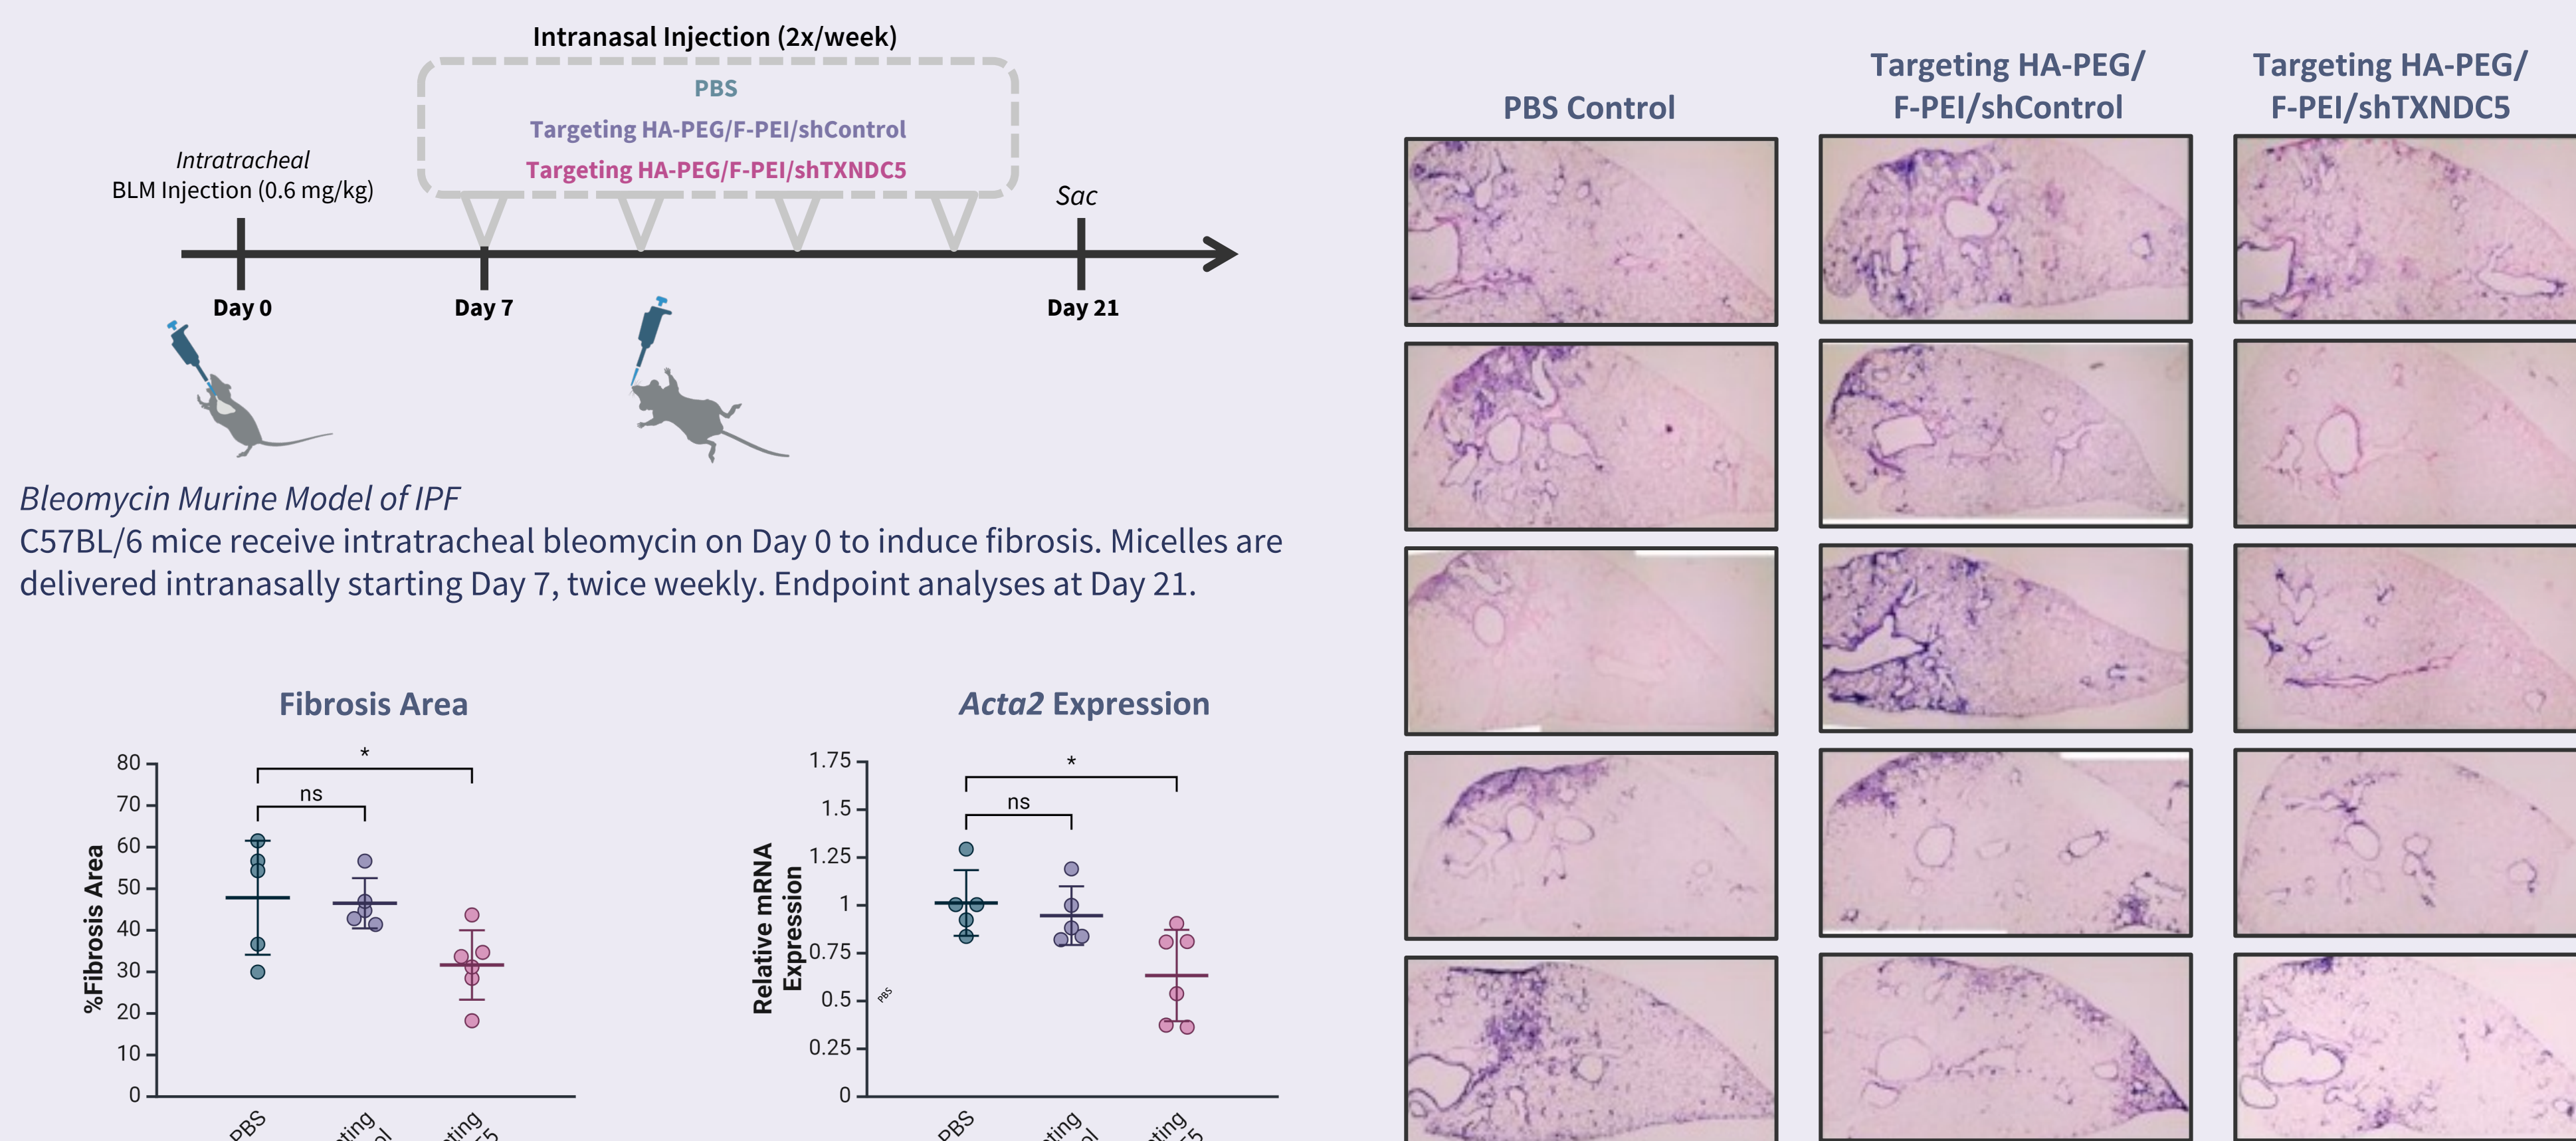 Intranasal Injection (2x/week)
PBS
Targeting HA-PEG/F-PEI/shControl
Targeting HA-PEG/F-PEI/shTXNDC5
Intratracheal
BLM Injection (0.6 mg/kg)
Sac
Day 0
Day 7
Day 21
Bleomycin Murine Model of IPF
C57BL/6 mice receive intratracheal bleomycin on Day 0 to induce fibrosis. Micelles are
delivered intranasally starting Day 7, twice weekly. Endpoint analyses at Day 21.
Fibrosis Area
%Fibrosis Area
80
70
60
50
40
30
20
10
0
*
ns
PBS
Acta2 Expression
Relative mRNA
Expression
1.75
1.5
1.25
1
0.75
0.5
0.25
0
*
ns
PBS
PBS
PBS Control
Targeting HA-PEG/
F-PEI/shControl
Targeting HA-PEG/
F-PEI/shTXNDC5